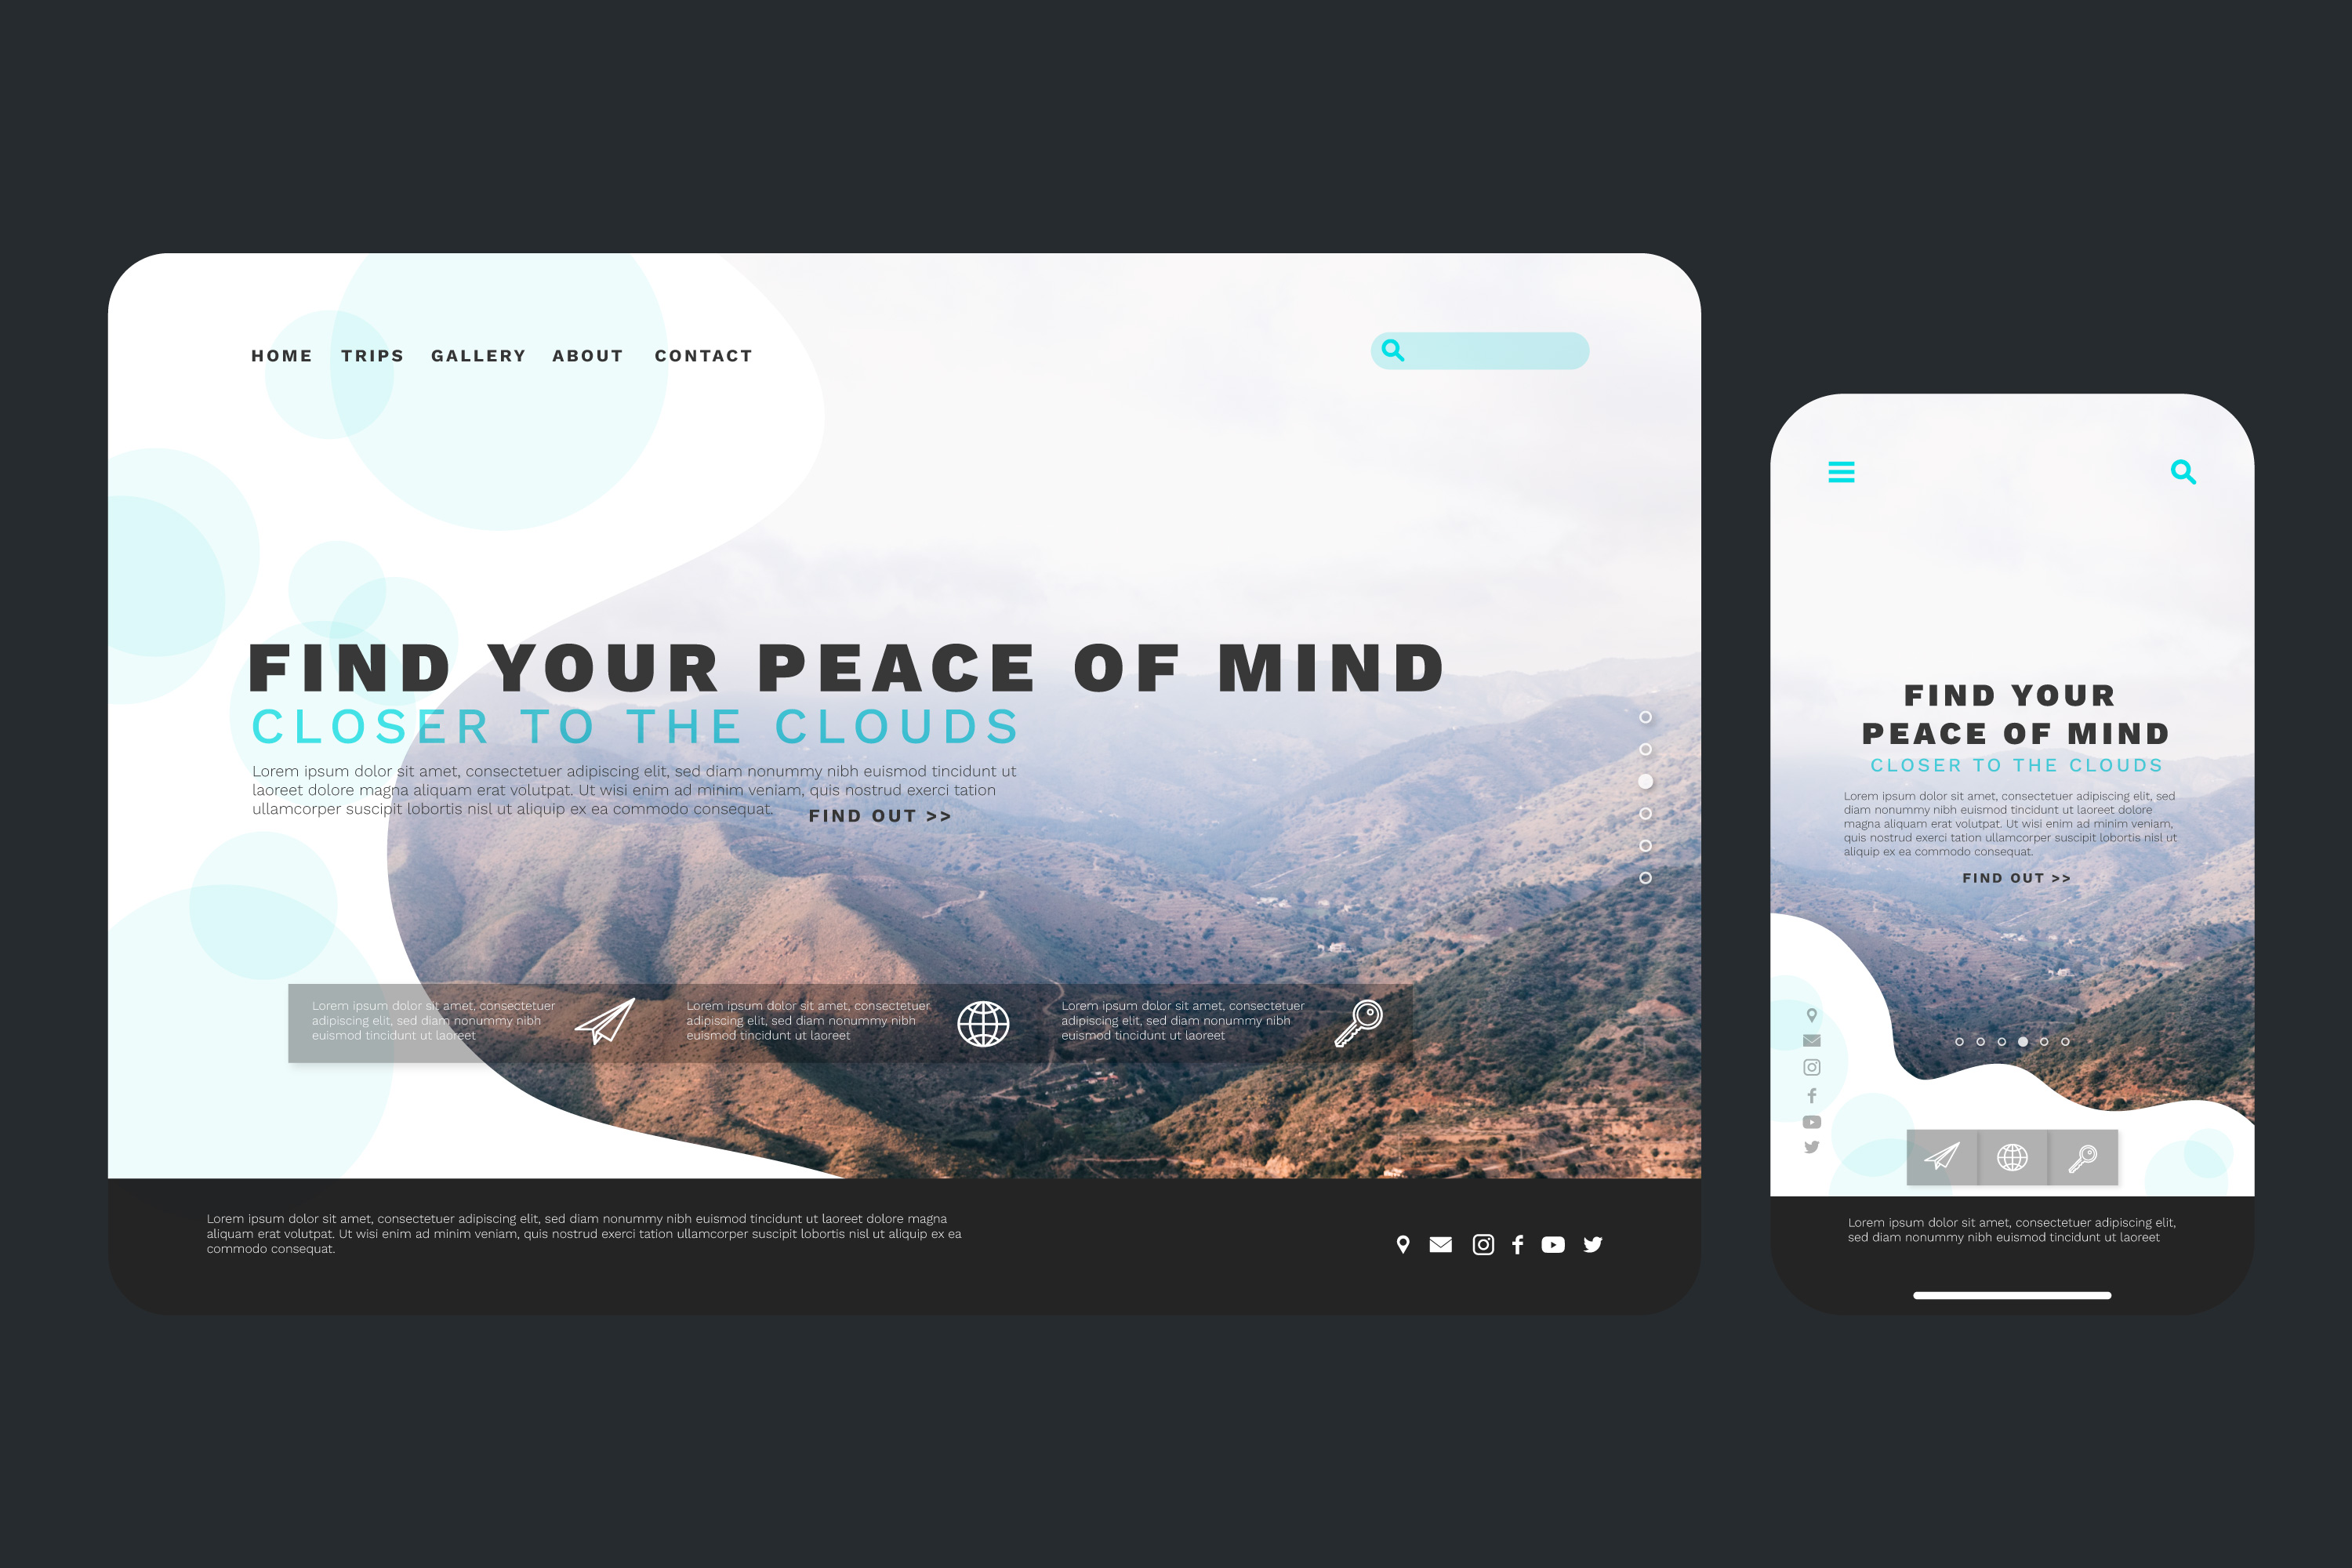 HOME TRIPS GALLERY ABOUT CONTACT
FIND YOUR PEACE OF MIND
CLOSER TO THE CLOUDS
Lorem ipsum dolor sit amet, consectetuer adipiscing elit, sed diam nonummy nibh euismod tincidunt ut
laoreet dolore magna aliquam erat volutpat. Ut wisi enim ad minim veniam, quis nostrud exerci tation
ullamcorper suscipit lobortis nisl ut aliquip ex ea commodo consequat.
FIND OUT >>
Lorem ipsum dolor sit amet, consectetuer
adipiscing elit, sed diam nonummy nibh
euismod tincidunt ut laoreet
Lorem ipsum dolor sit amet, consectetuer
adipiscing elit, sed diam nonummy nibh
euismod tincidunt ut laoreet
Lorem ipsum dolor sit amet, consectetuer
adipiscing elit, sed diam nonummy nibh
euismod tincidunt ut laoreet
Lorem ipsum dolor sit amet, consectetuer adipiscing elit, sed diam nonummy nibh euismod tincidunt ut laoreet dolore magna
aliquam erat volutpat. Ut wisi enim ad minim veniam, quis nostrud exerci tation ullamcorper suscipit lobortis nisl ut aliquip ex ea
commodo consequat.
FIND YOUR
PEACE OF MIND
CLOSER TO THE CLOUDS
Lorem ipsum dolor sit amet, consectetuer adipiscing elit, sed
diam nonummy nibh euismod tincidunt ut laoreet dolore
magna aliquam erat volutpat. Ut wisi enim ad minim veniam,
quis nostrud exerci tation ullamcorper suscipit lobortis nisl ut
aliquip ex ea commodo consequat.
FIND OUT >>
Lorem ipsum dolor sit amet, consectetuer adipiscing elit,
sed diam nonummy nibh euismod tincidunt ut laoreet